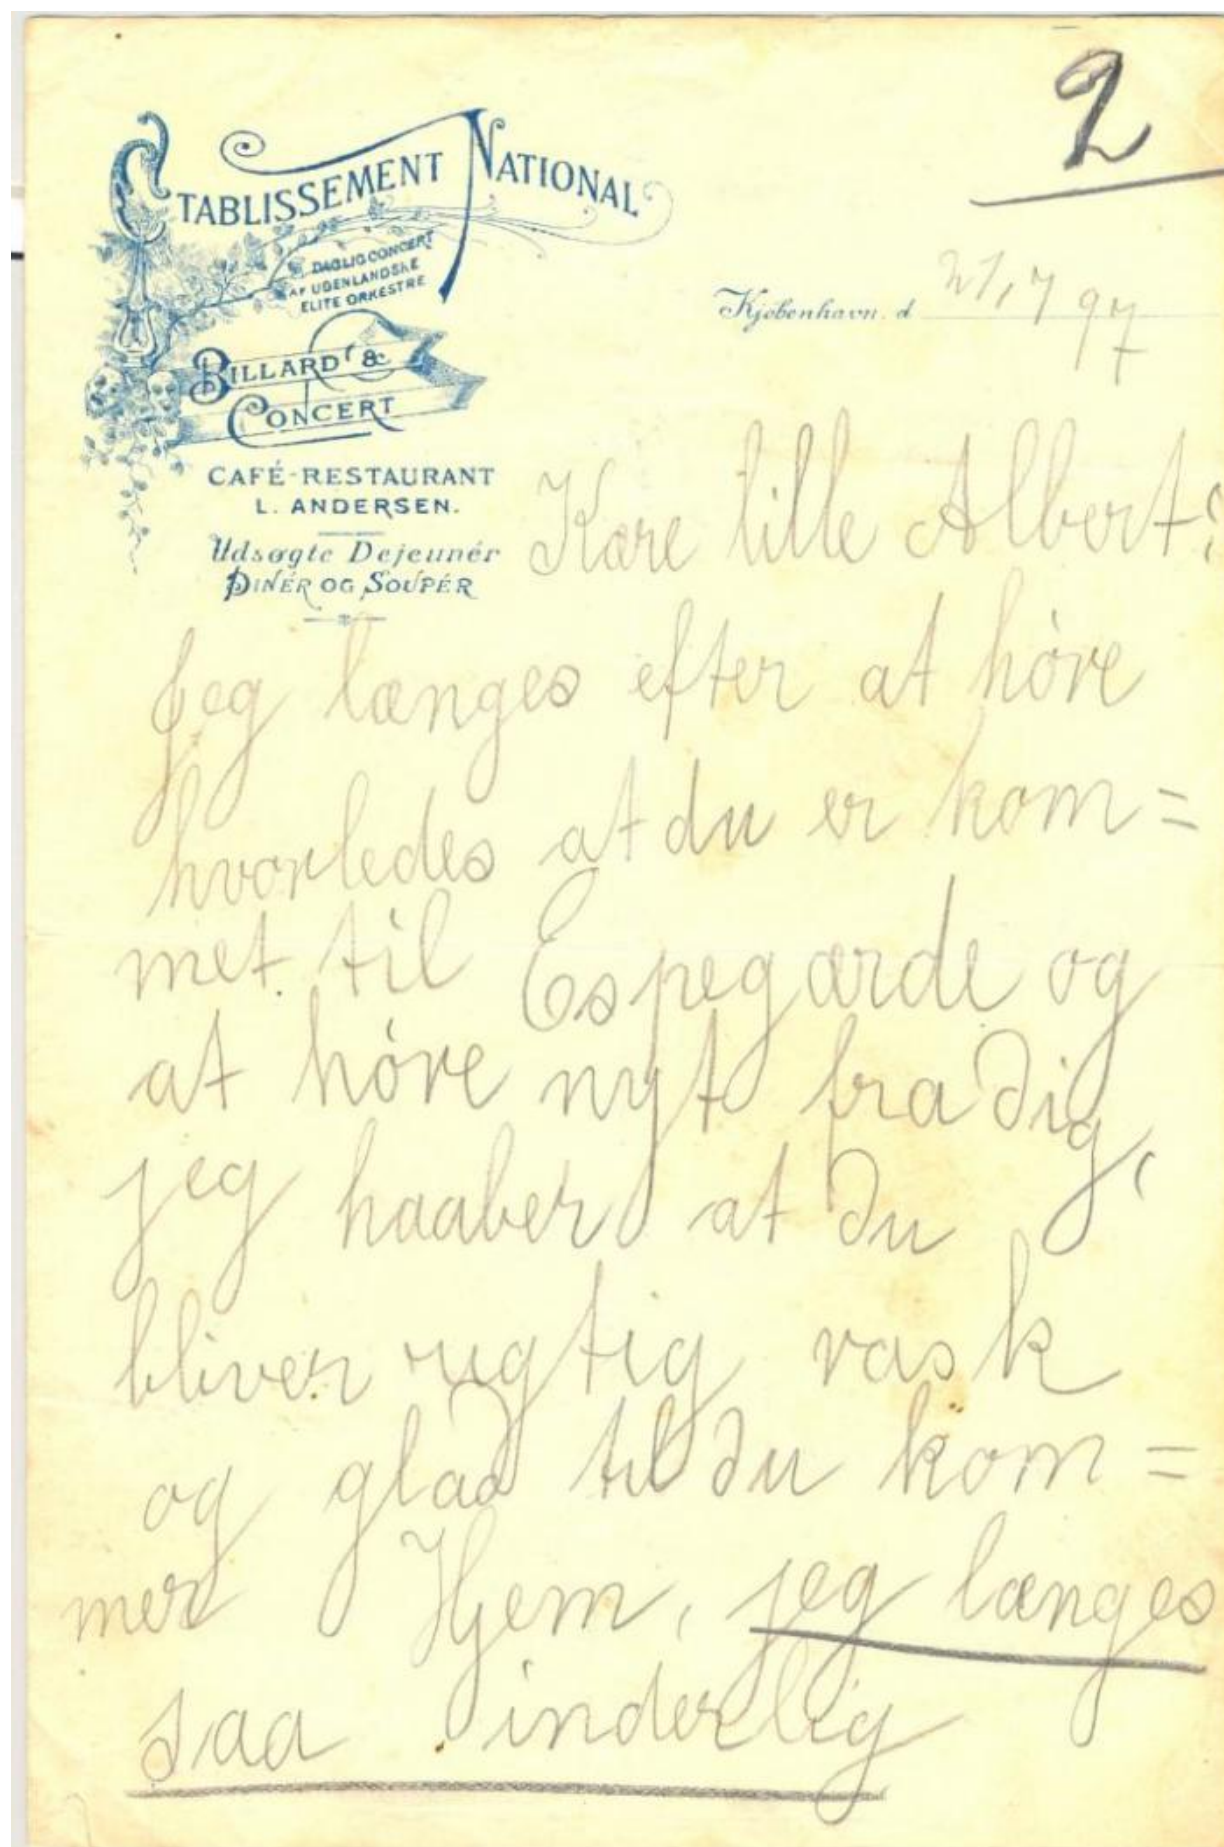 2
ETABLISSEMENT NATIONAL
DAGLIG CONCERT
AF UDENLANDSKE
ELITE ORKESTRE
Kjøbenhavn, d. 21,7 97
BILLARD &
CONCERT
CAFÉ-RESTAURANT
L. ANDERSEN.
Udsøgte Dejeunér
DINÉR OG SOUPÉR
Kære lille Albert!
Jeg længes efter at høre
hvorledes at du er kom=
met til Espegærde og
at høre nyt fra dig,
jeg haaber at du
bliver rigtig rask
og glad til du kom=
mer Hjem, jeg længes
saa inderlig